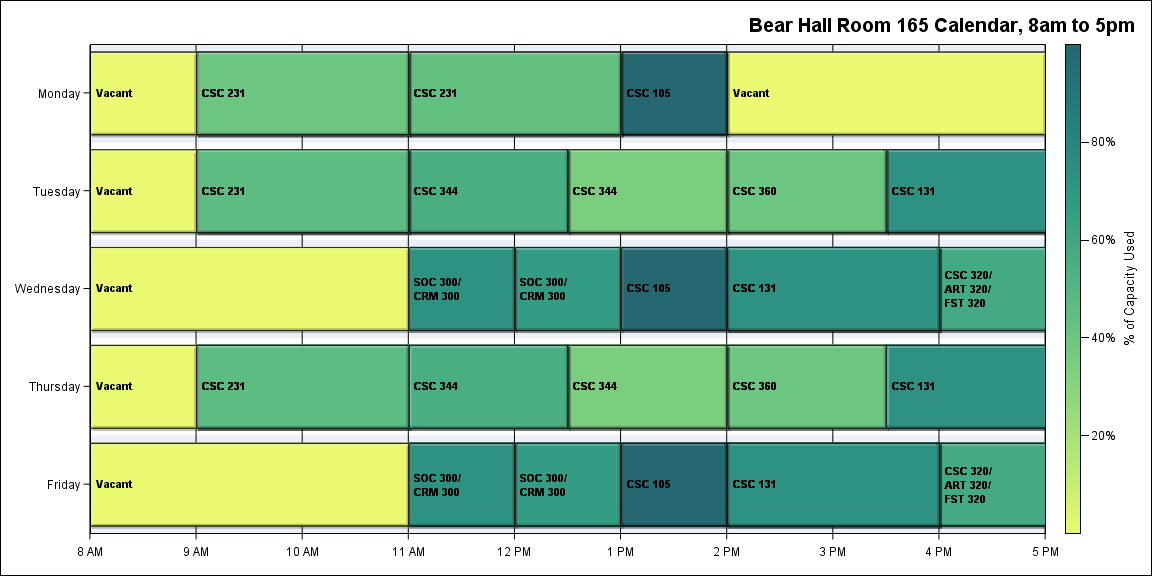 Bear Hall Room 165 Calendar, 8am to 5pm
Monday
Vacant
CSC 231
CSC 231
CSC 105
Vacant
Tuesday
Vacant
CSC 231
CSC 344
CSC 344
CSC 360
CSC 131
Wednesday
Vacant
SOC 300/
CRM 300
SOC 300/
CRM 300
CSC 105
CSC 131
CSC 320/
ART 320/
FST 320
Thursday
Vacant
CSC 231
CSC 344
CSC 344
CSC 360
CSC 131
Friday
Vacant
SOC 300/
CRM 300
SOC 300/
CRM 300
CSC 105
CSC 131
CSC 320/
ART 320/
FST 320
8 AM
9 AM
10 AM
11 AM
12 PM
1 PM
2 PM
3 PM
4 PM
5 PM
80%
60%
40%
20%
% of Capacity Used